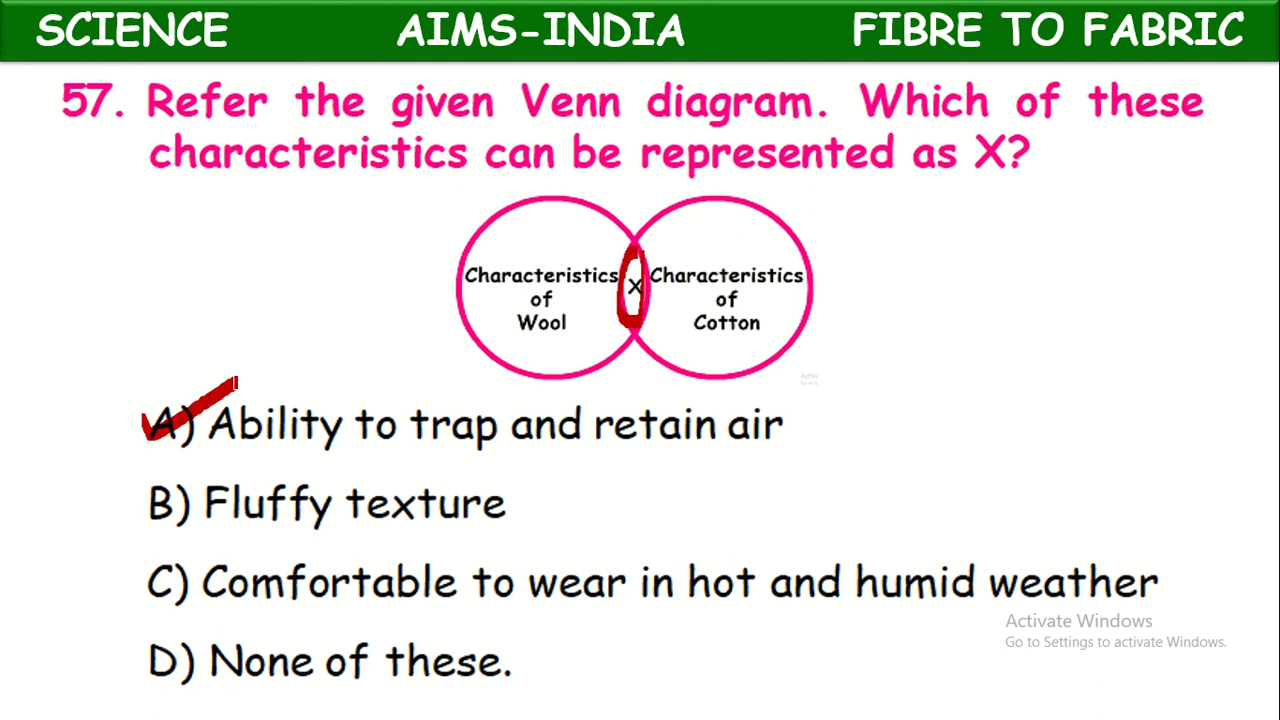 SCIENCE AIMS-INDIA FIBRE TO FABRIC
57. Refer the given Venn diagram. Which of these
characteristics can be represented as X?
Characteristics X Characteristics
of of
Wool Cotton
A) Ability to trap and retain air
B) Fluffy texture
C) Comfortable to wear in hot and humid weather
D) None of these.
Activate Windows
Go to Settings to activate Windows.